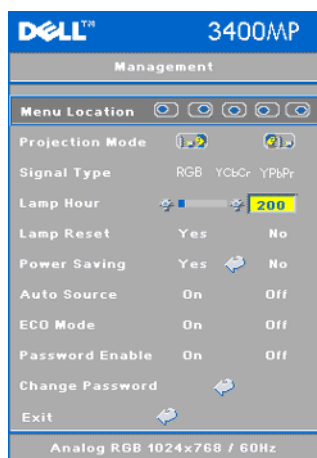 DELL™ 3400MP
Management
Menu Location
Projection Mode
Signal Type RGB YCbCr YPbPr
Lamp Hour 200
Lamp Reset Yes No
Power Saving Yes No
Auto Source On Off
ECO Mode On Off
Password Enable On Off
Change Password
Exit
Analog RGB 1024x768 / 60Hz